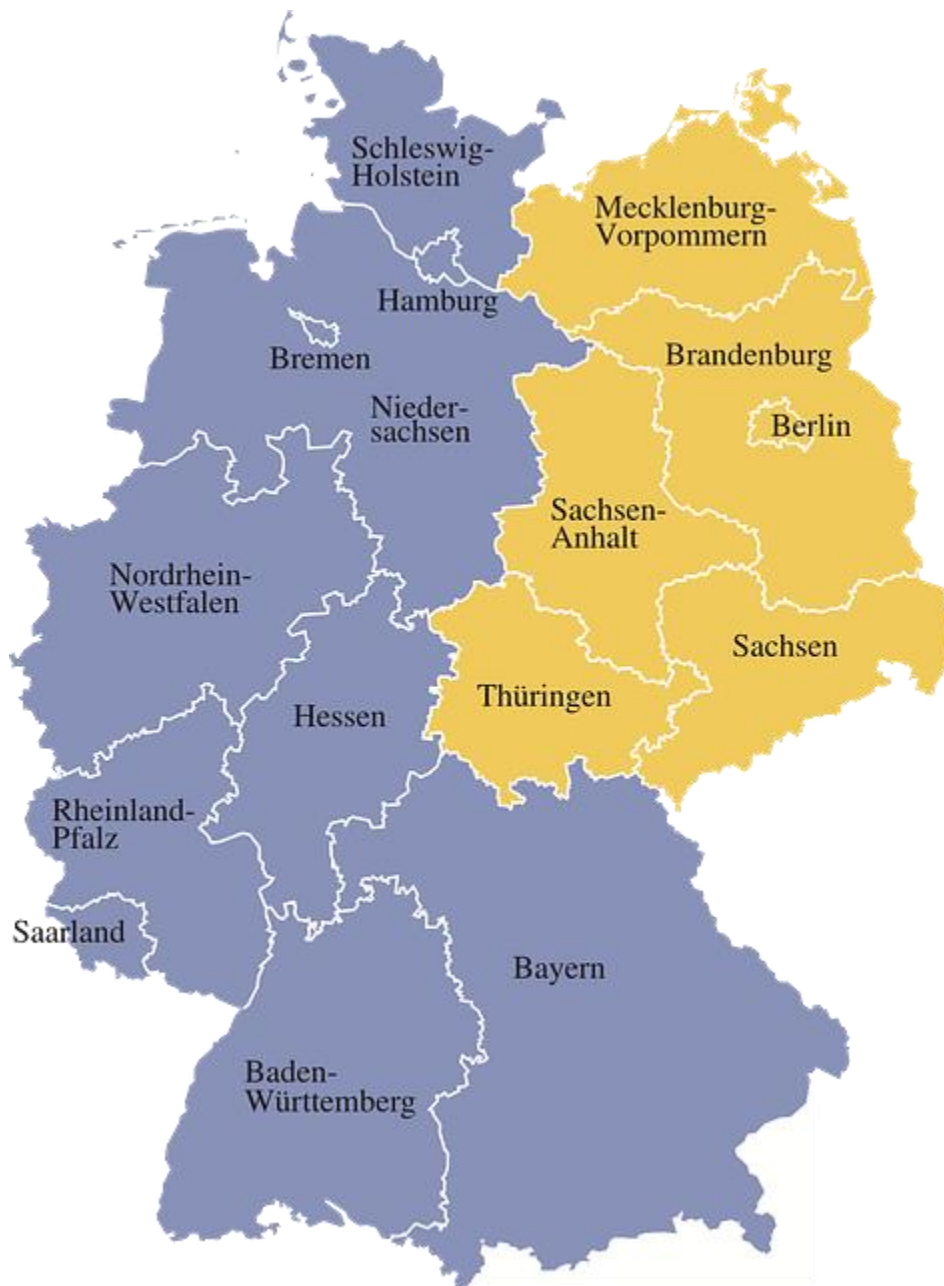 Schleswig-
Holstein
Mecklenburg-
Vorpommern
Hamburg
Bremen
Brandenburg
Nieder-
sachsen
Berlin
Sachsen-
Anhalt
Nordrhein-
Westfalen
Sachsen
Thüringen
Hessen
Rheinland-
Pfalz
Saarland
Bayern
Baden-
Württemberg